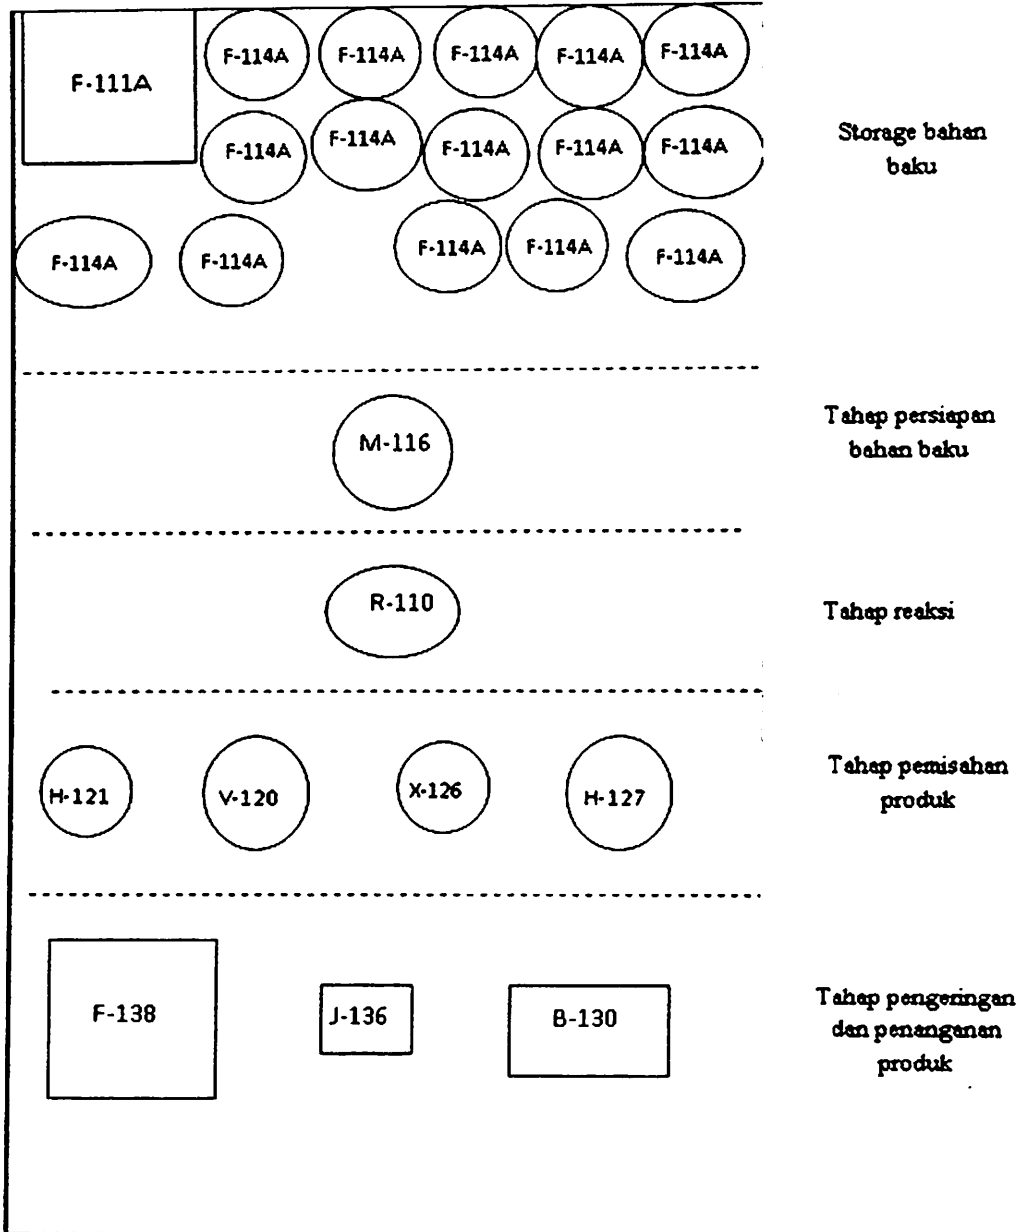 F-111A
F-114A F-114A F-114A F-114A F-114A
F-114A F-114A F-114A F-114A F-114A
Storage bahan
baku
F-114A F-114A F-114A F-114A F-114A
M-116
Tahap persiapan
bahan baku
R-110
Tahap reaksi
H-121 V-120 X-126 H-127
Tahap pemisahan
produk
F-138 J-136 B-130
Tahap pengeringan
dan penanganan
produk